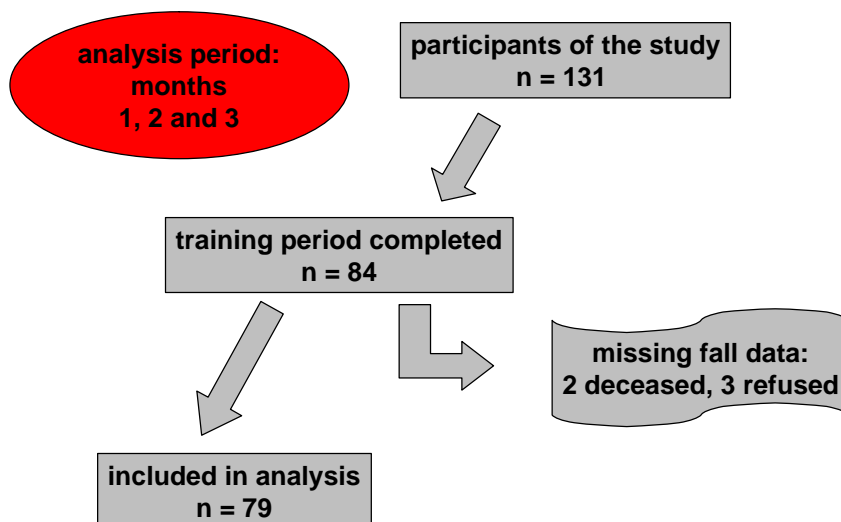 analysis period:
months
1, 2 and 3
participants of the study
n = 131
training period completed
n = 84
missing fall data:
2 deceased, 3 refused
included in analysis
n = 79